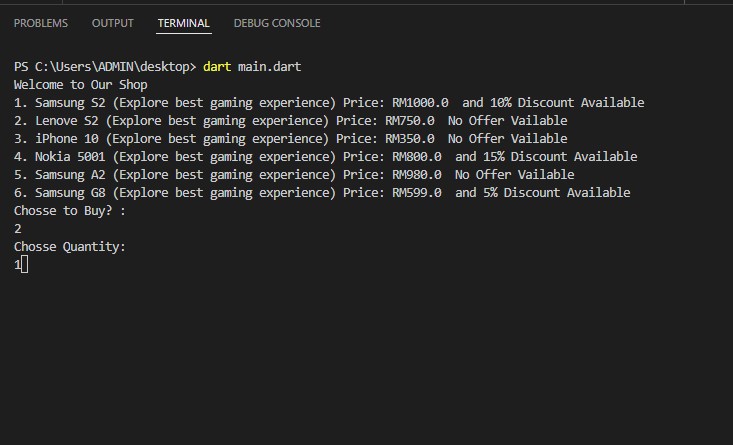 PROBLEMS OUTPUT TERMINAL DEBUG CONSOLE
PS C:\Users\ADMIN\desktop> dart main.dart
Welcome to Our Shop
1. Samsung S2 (Explore best gaming experience) Price: RM1000.0  and 10% Discount Available
2. Lenove S2 (Explore best gaming experience) Price: RM750.0  No Offer Vailable
3. iPhone 10 (Explore best gaming experience) Price: RM350.0  No Offer Vailable
4. Nokia 5001 (Explore best gaming experience) Price: RM800.0  and 15% Discount Available
5. Samsung A2 (Explore best gaming experience) Price: RM980.0  No Offer Vailable
6. Samsung G8 (Explore best gaming experience) Price: RM599.0  and 5% Discount Available
Chosse to Buy? :
2
Chosse Quantity:
1